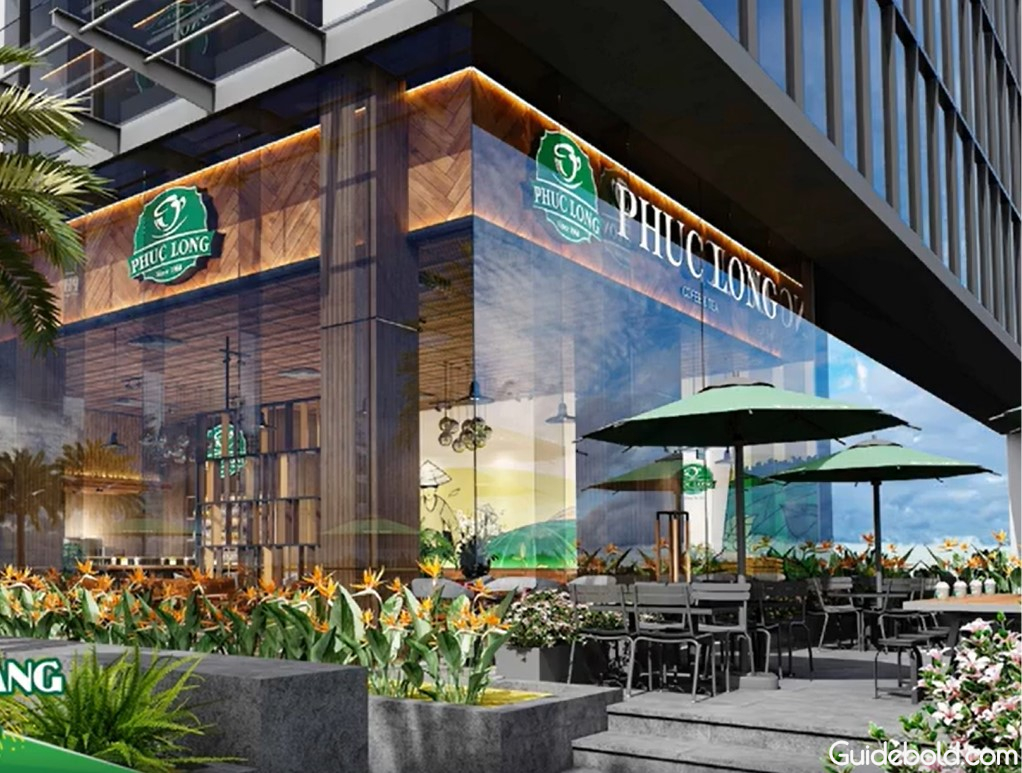 PHUC LONG
Since 1968
PHUC LONG
Since 1968
PHUC LONG
COFFEE & TEA
ANG
Guidebold.com